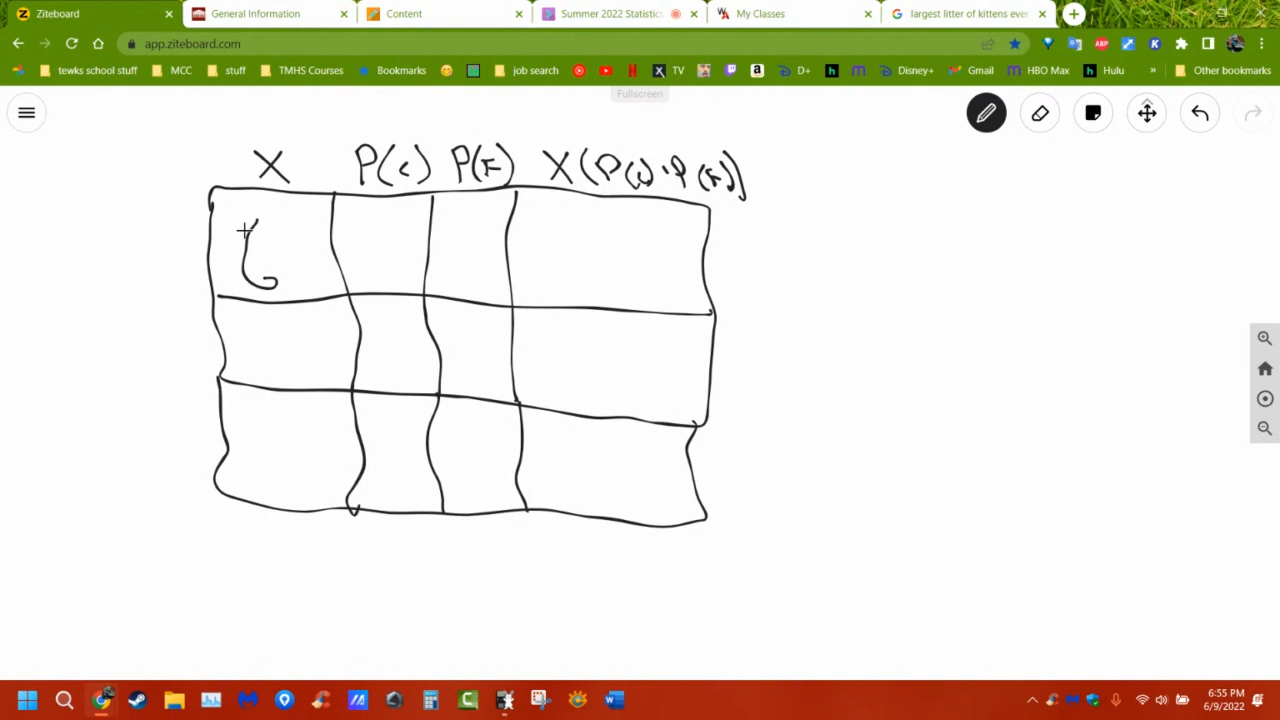 Ziteboard
General Information
Content
Summer 2022 Statistics
My Classes
largest litter of kittens ever
app.ziteboard.com
tewks school stuff
MCC
stuff
TMHS Courses
Bookmarks
job search
TV
D+
Disney+
Gmail
HBO Max
Hulu
»
Other bookmarks
Fullscreen
X P(c) P(k) X(P(c)·P(k))
6:55 PM
6/9/2022